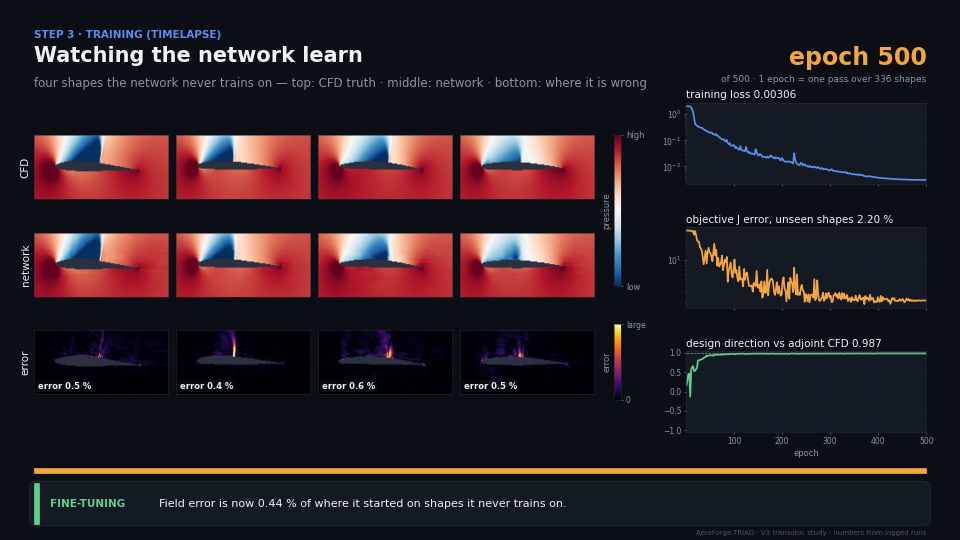 STEP 3 · TRAINING (TIMELAPSE)
Watching the network learn
four shapes the network never trains on — top: CFD truth · middle: network · bottom: where it is wrong
epoch 500
of 500 · 1 epoch = one pass over 336 shapes
CFD
network
error
error 0.5 %
error 0.4 %
error 0.6 %
error 0.5 %
high
pressure
low
large
error
0
training loss 0.00306
10⁰
10⁻¹
10⁻²
objective J error, unseen shapes 2.20 %
10¹
design direction vs adjoint CFD 0.987
1.0
0.5
0.0
−0.5
−1.0
100 200 300 400 500
epoch
FINE-TUNING Field error is now 0.44 % of where it started on shapes it never trains on.
AeroForge-TRIAD · V3 transonic study · numbers from logged runs